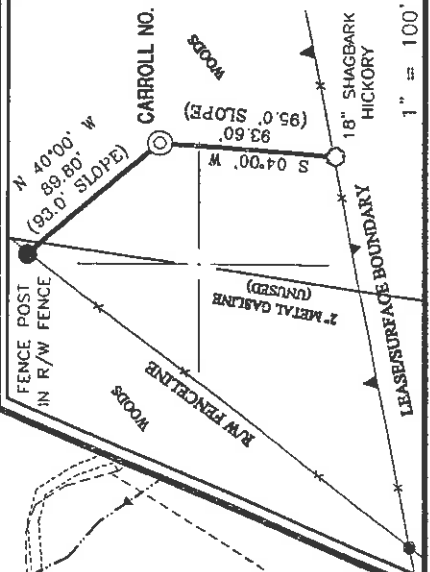 FENCE POST
IN R/W FENCE
N 40°00' W
89.80'
(93.0' SLOPE)
CARROLL NO.
WOODS
S 04°00' W
93.60'
(95.0' SLOPE)
18" SHAGBARK
HICKORY
2" METAL GASLINE
(UNUSED)
R/W FENCELINE
WOODS
LEASE/SURFACE BOUNDARY
1" = 100'